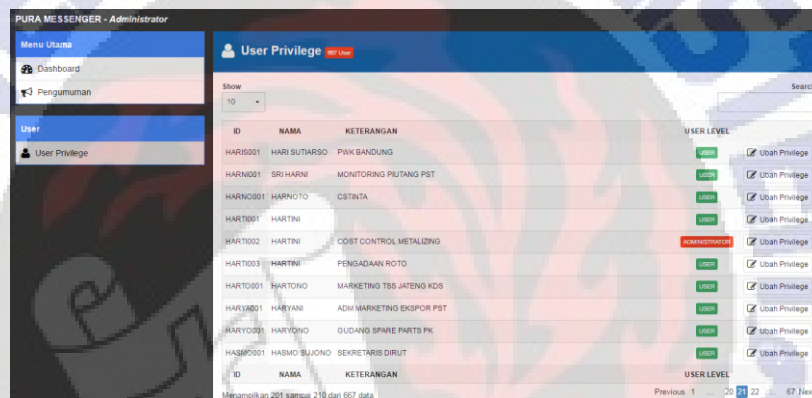 PURA MESSENGER - Administrator
Menu Utama
Dashboard
Pengumuman
User
User Privilege
User Privilege 667 User
Show
10
Search
ID NAMA KETERANGAN USER LEVEL
HARIS001 HARI SUTIARSO PWK BANDUNG USER Ubah Privilege
HARNI001 SRI HARNI MONITORING PIUTANG PST USER Ubah Privilege
HARNO001 HARNOTO CSTINTA USER Ubah Privilege
HARTI001 HARTINI USER Ubah Privilege
HARTI002 HARTINI COST CONTROL METALIZING ADMINISTRATOR Ubah Privilege
HARTI003 HARTINI PENGADAAN ROTO USER Ubah Privilege
HARTO001 HARTONO MARKETING TSS JATENG KDS USER Ubah Privilege
HARYA001 HARYANI ADM MARKETING EKSPOR PST USER Ubah Privilege
HARYO001 HARYONO GUDANG SPARE PARTS PK USER Ubah Privilege
HASMO001 HASMO SUJONO SEKRETARIS DIRUT USER Ubah Privilege
ID NAMA KETERANGAN USER LEVEL
Menampilkan 201 sampai 210 dari 667 data
Previous 1 ... 20 21 22 ... 67 Nex